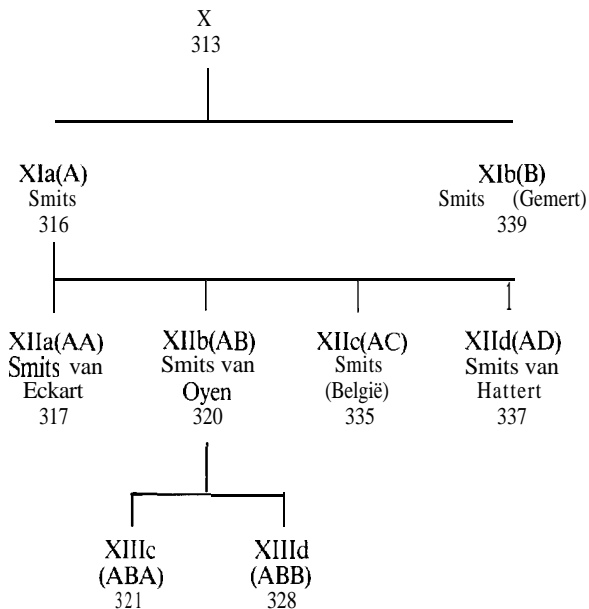 X
313
XIa(A)
Smits
316
XIb(B)
Smits (Gemert)
339
XIIa(AA)
Smits van
Eckart
317
XIIb(AB)
Smits van
Oyen
320
XIIc(AC)
Smits
(België)
335
XIId(AD)
Smits van
Hattert
337
XIIIc
(ABA)
321
XIIId
(ABB)
328